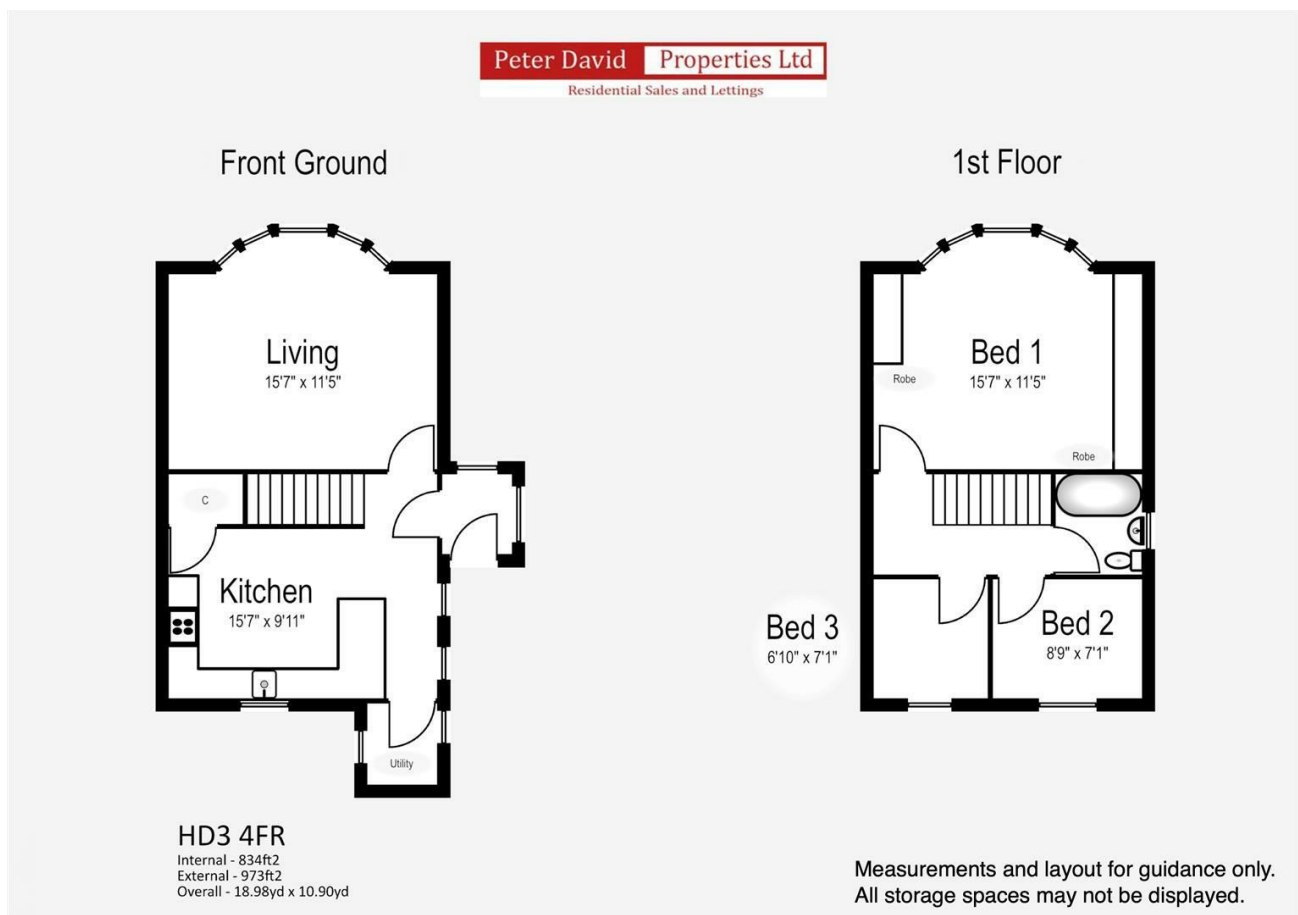 Peter David Properties Ltd
Residential Sales and Lettings
Front Ground
1st Floor
Living
15'7" x 11'5"
C
Kitchen
15'7" x 9'11"
Utility
Bed 1
15'7" x 11'5"
Robe
Robe
Bed 3
6'10" x 7'1"
Bed 2
8'9" x 7'1"
HD3 4FR
Internal - 834ft2
External - 973ft2
Overall - 18.98yd x 10.90yd
Measurements and layout for guidance only.
All storage spaces may not be displayed.